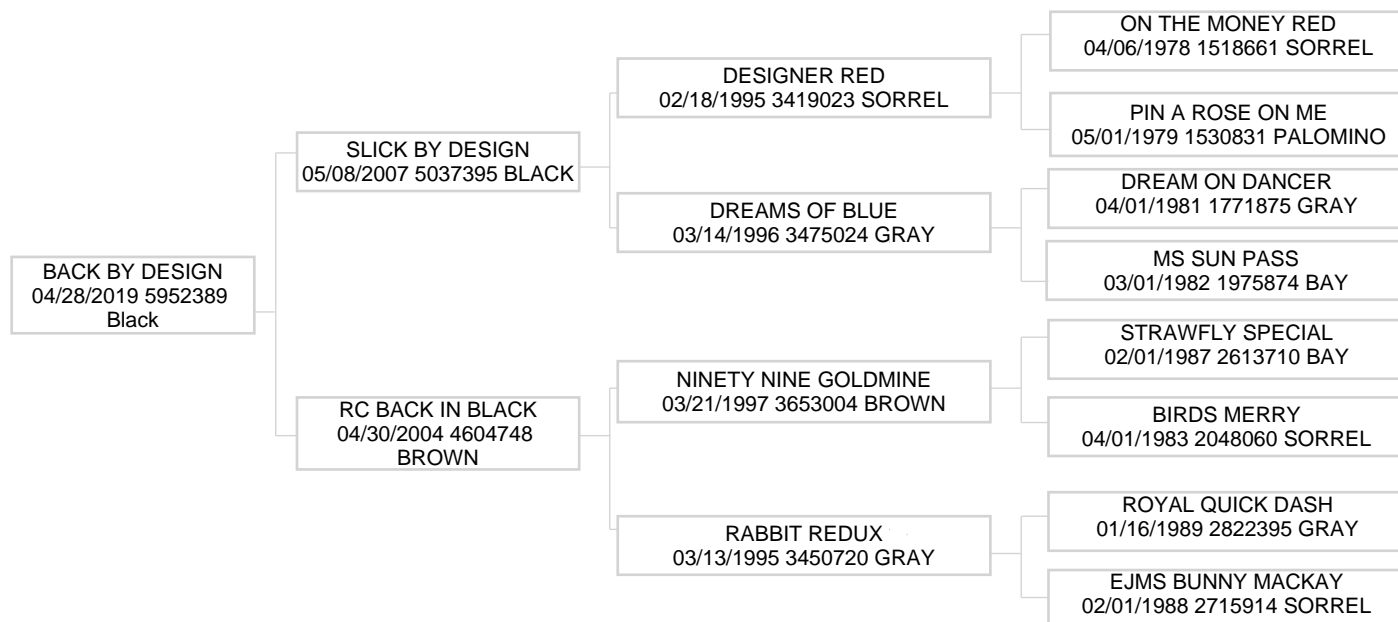 ON THE MONEY RED
04/06/1978 1518661 SORREL
DESIGNER RED
02/18/1995 3419023 SORREL
PIN A ROSE ON ME
05/01/1979 1530831 PALOMINO
SLICK BY DESIGN
05/08/2007 5037395 BLACK
DREAM ON DANCER
04/01/1981 1771875 GRAY
DREAMS OF BLUE
03/14/1996 3475024 GRAY
MS SUN PASS
03/01/1982 1975874 BAY
BACK BY DESIGN
04/28/2019 5952389
Black
STRAWFLY SPECIAL
02/01/1987 2613710 BAY
NINETY NINE GOLDMINE
03/21/1997 3653004 BROWN
BIRDS MERRY
04/01/1983 2048060 SORREL
RC BACK IN BLACK
04/30/2004 4604748
BROWN
ROYAL QUICK DASH
01/16/1989 2822395 GRAY
RABBIT REDUX
03/13/1995 3450720 GRAY
EJMS BUNNY MACKAY
02/01/1988 2715914 SORREL